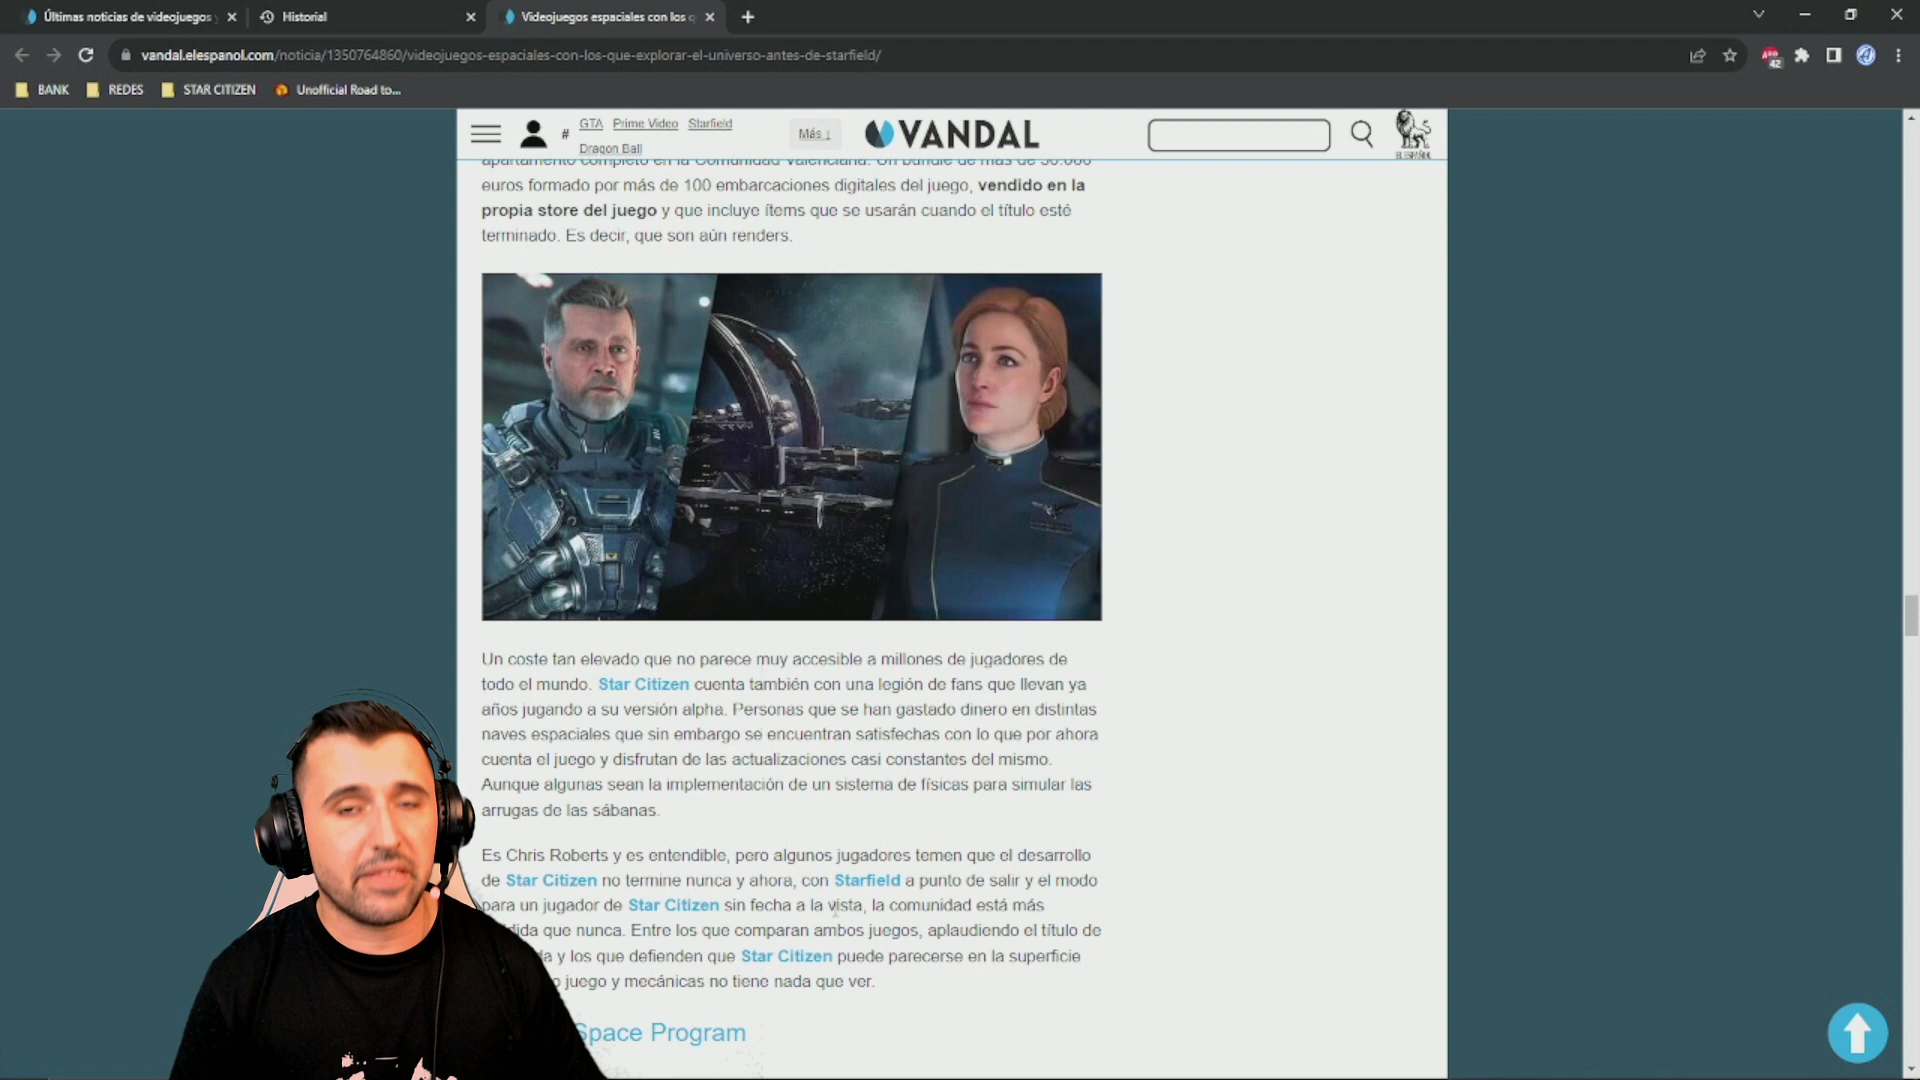 Últimas noticias de videojuegos
Historial
Videojuegos espaciales con los q
vandal.elespanol.com/noticia/1350764860/videojuegos-espaciales-con-los-que-explorar-el-universo-antes-de-starfield/
42
BANK REDES STAR CITIZEN Unofficial Road to...
# GTA Prime Video Starfield
Dragon Ball
Más ↓
VANDAL
EL ESPAÑOL
apartamento completo en la Comunidad Valenciana. Un bundle de más de 50.000
euros formado por más de 100 embarcaciones digitales del juego, vendido en la
propia store del juego y que incluye ítems que se usarán cuando el título esté
terminado. Es decir, que son aún renders.
Un coste tan elevado que no parece muy accesible a millones de jugadores de
todo el mundo. Star Citizen cuenta también con una legión de fans que llevan ya
años jugando a su versión alpha. Personas que se han gastado dinero en distintas
naves espaciales que sin embargo se encuentran satisfechas con lo que por ahora
cuenta el juego y disfrutan de las actualizaciones casi constantes del mismo.
Aunque algunas sean la implementación de un sistema de físicas para simular las
arrugas de las sábanas.
Es Chris Roberts y es entendible, pero algunos jugadores temen que el desarrollo
de Star Citizen no termine nunca y ahora, con Starfield a punto de salir y el modo
para un jugador de Star Citizen sin fecha a la vista, la comunidad está más
dida que nunca. Entre los que comparan ambos juegos, aplaudiendo el título de
da y los que defienden que Star Citizen puede parecerse en la superficie
o juego y mecánicas no tiene nada que ver.
Space Program